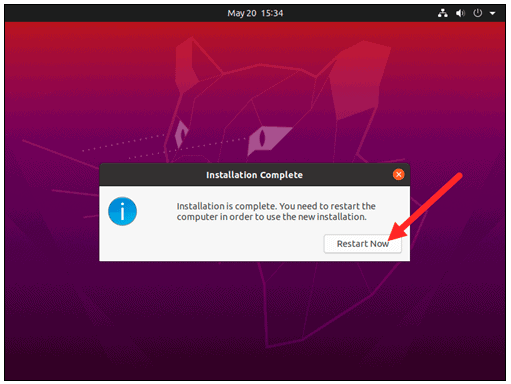 May 20  15:34
Installation Complete
Installation is complete. You need to restart the
computer in order to use the new installation.
Restart Now